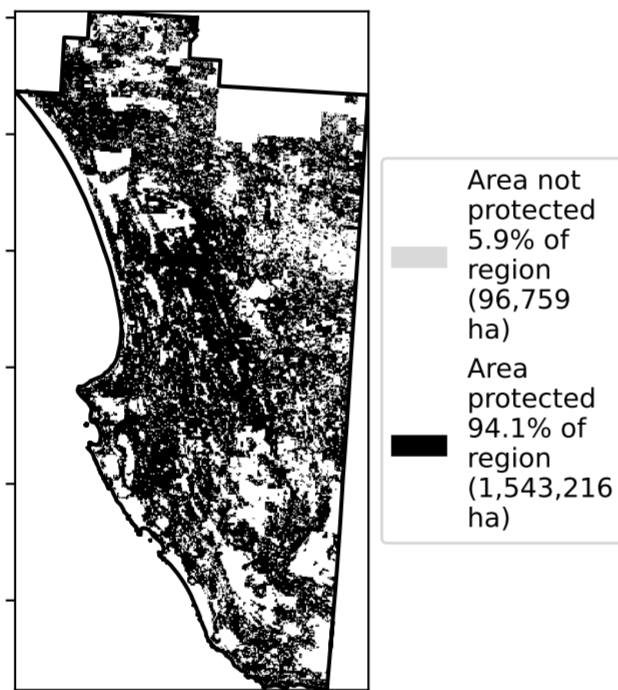 Area not
protected
5.9% of
region
(96,759
ha)
Area
protected
94.1% of
region
(1,543,216
ha)